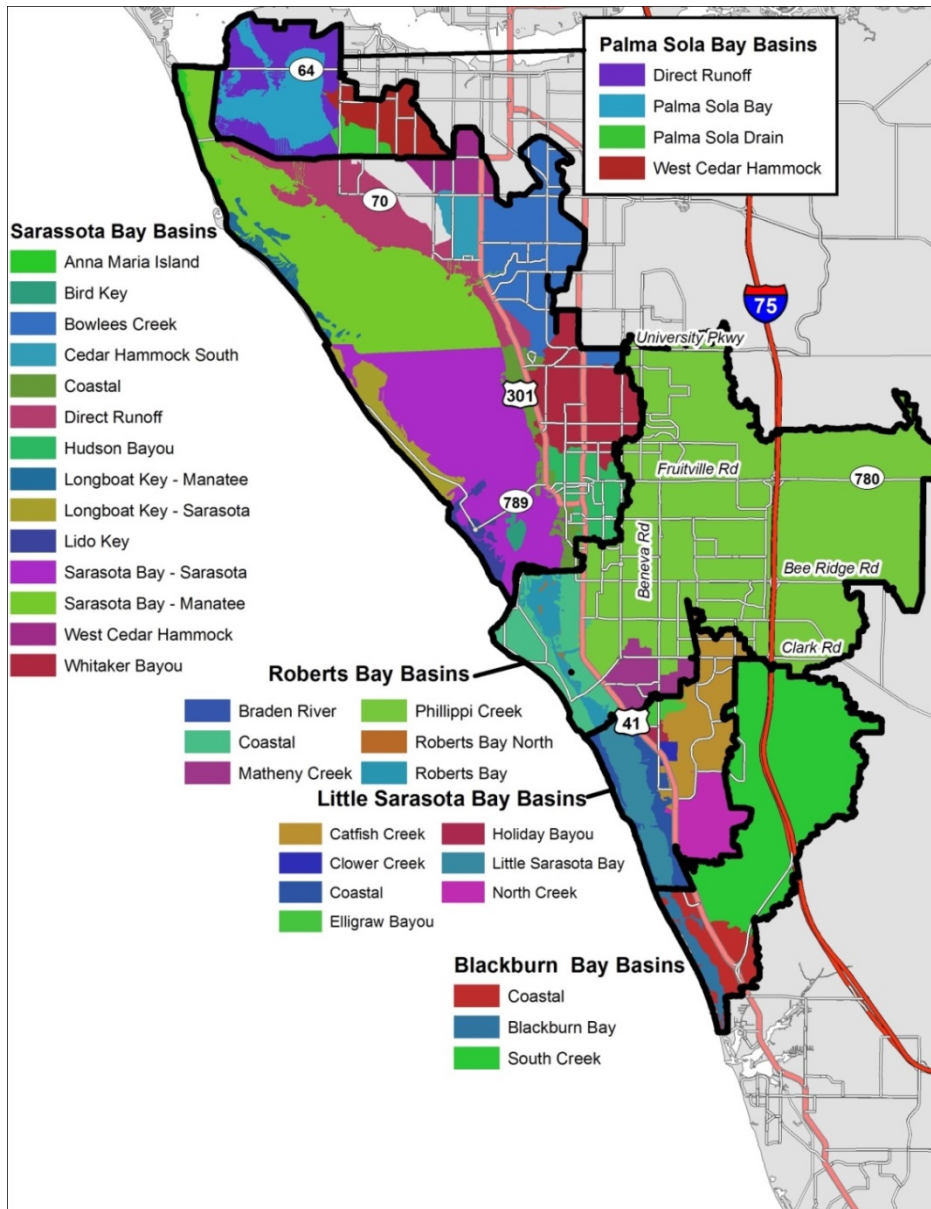 Palma Sola Bay Basins
Direct Runoff
Palma Sola Bay
Palma Sola Drain
West Cedar Hammock
64
70
75
University Pkwy
301
Fruitville Rd
780
789
Beneva Rd
Bee Ridge Rd
Clark Rd
41
Sarassota Bay Basins
Anna Maria Island
Bird Key
Bowlees Creek
Cedar Hammock South
Coastal
Direct Runoff
Hudson Bayou
Longboat Key - Manatee
Longboat Key - Sarasota
Lido Key
Sarasota Bay - Sarasota
Sarasota Bay - Manatee
West Cedar Hammock
Whitaker Bayou
Roberts Bay Basins
Braden River
Coastal
Matheny Creek
Phillippi Creek
Roberts Bay North
Roberts Bay
Little Sarasota Bay Basins
Catfish Creek
Clower Creek
Coastal
Elligraw Bayou
Holiday Bayou
Little Sarasota Bay
North Creek
Blackburn Bay Basins
Coastal
Blackburn Bay
South Creek